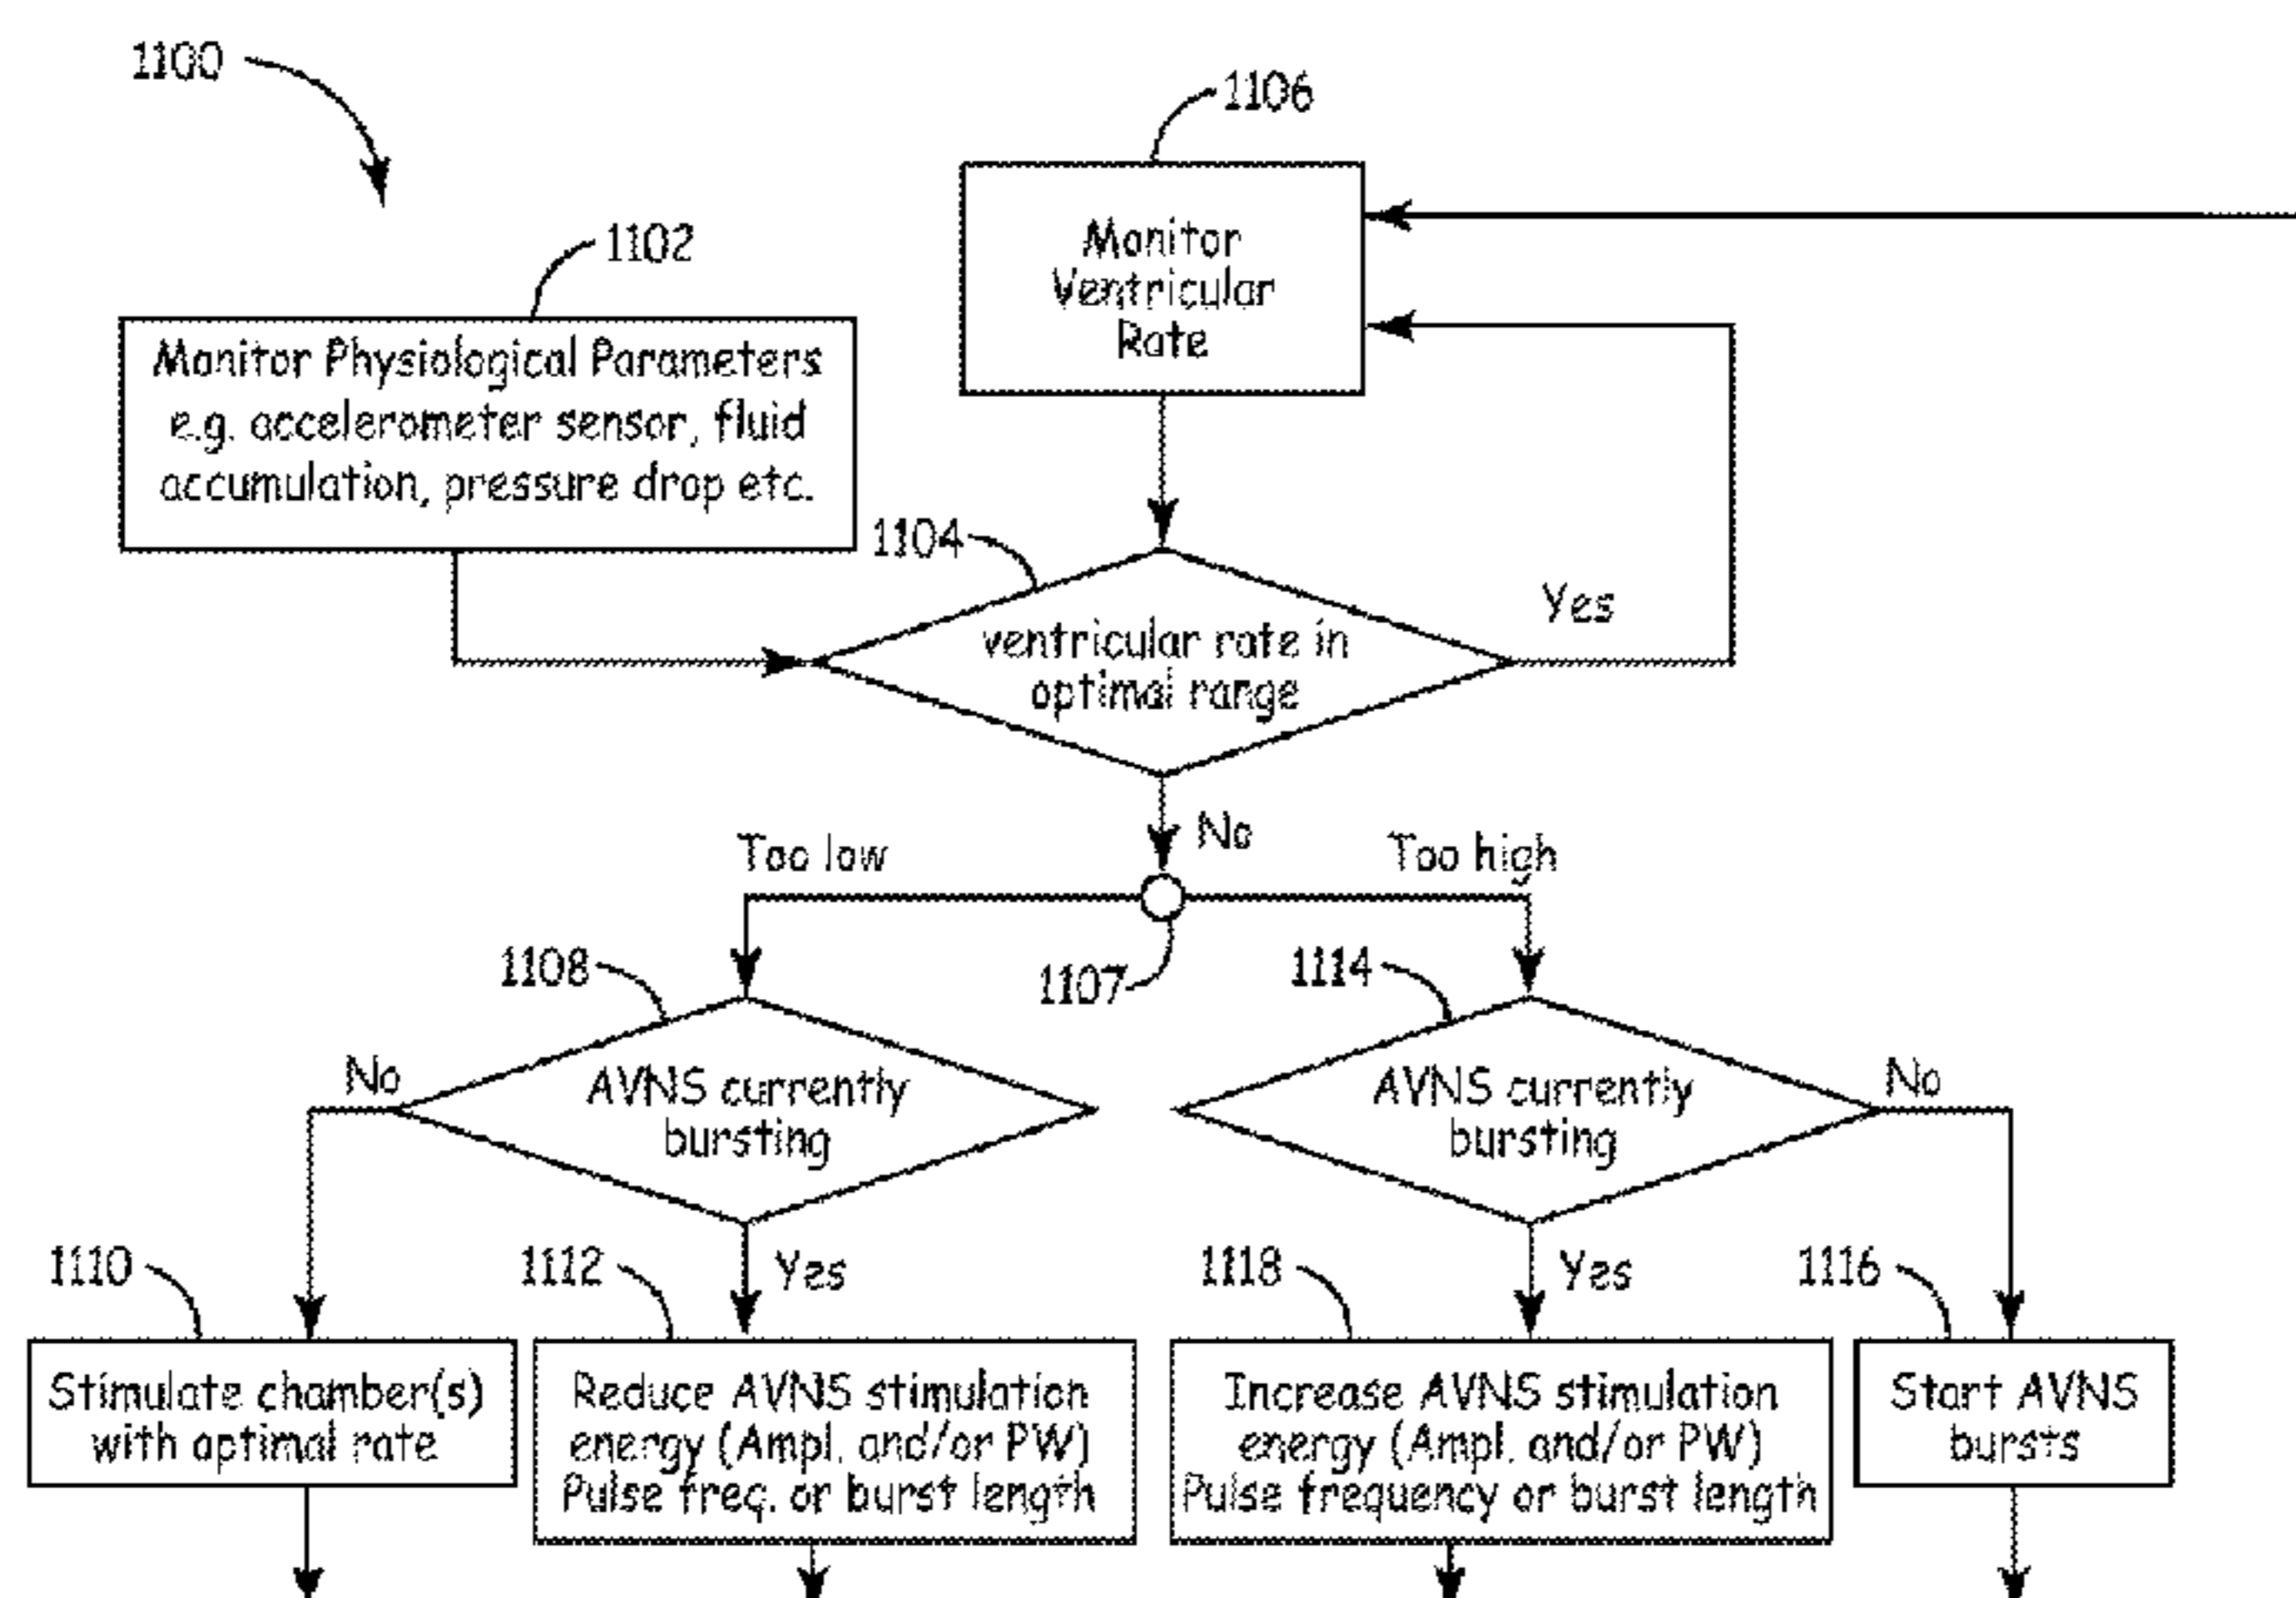 1100
1106
Monitor
Ventricular
Rate
1102
Monitor Physiological Parameters
e.g. accelerometer sensor, fluid
accumulation, pressure drop etc.
1104
ventricular rate in
optimal range
Yes
No
Too low
Too high
1107
1108
AVNS currently
bursting
No
Yes
1114
AVNS currently
bursting
No
Yes
1110
Stimulate chamber(s)
with optimal rate
1112
Reduce AVNS stimulation
energy (Ampl. and/or PW)
Pulse freq. or burst length
1118
Increase AVNS stimulation
energy (Ampl. and/or PW)
Pulse frequency or burst length
1116
Start AVNS
bursts